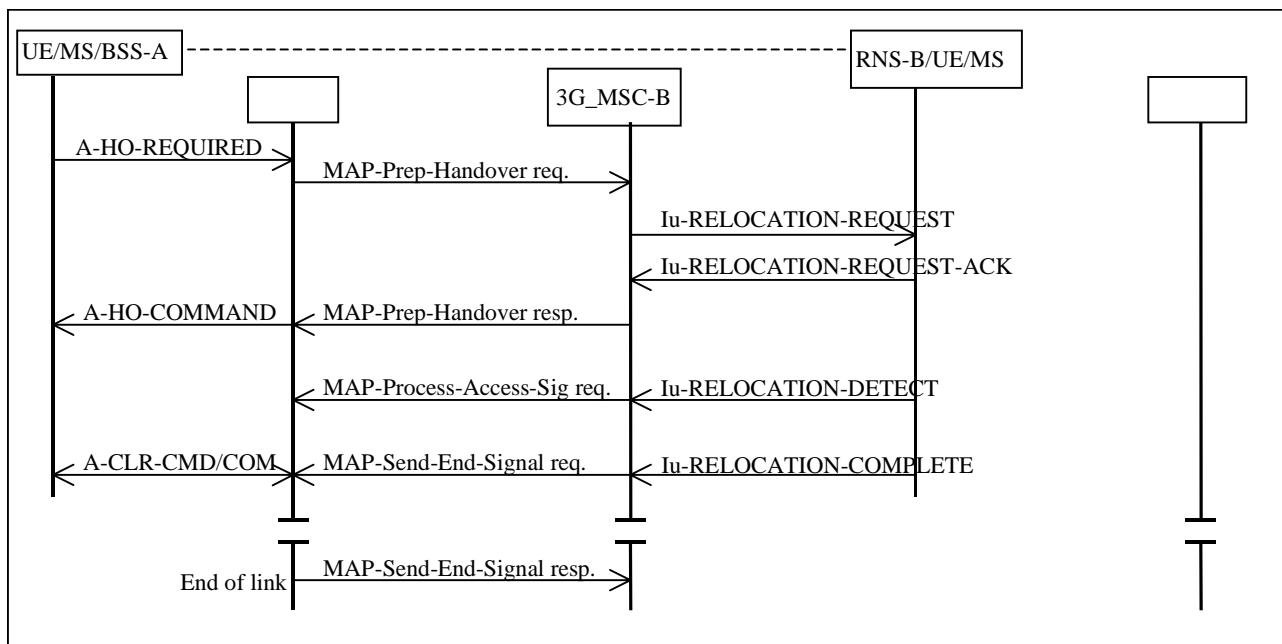 UE/MS/BSS-A
RNS-B/UE/MS
3G_MSC-B
A-HO-REQUIRED
MAP-Prep-Handover req.
Iu-RELOCATION-REQUEST
Iu-RELOCATION-REQUEST-ACK
A-HO-COMMAND
MAP-Prep-Handover resp.
MAP-Process-Access-Sig req.
Iu-RELOCATION-DETECT
A-CLR-CMD/COM
MAP-Send-End-Signal req.
Iu-RELOCATION-COMPLETE
End of link
MAP-Send-End-Signal resp.